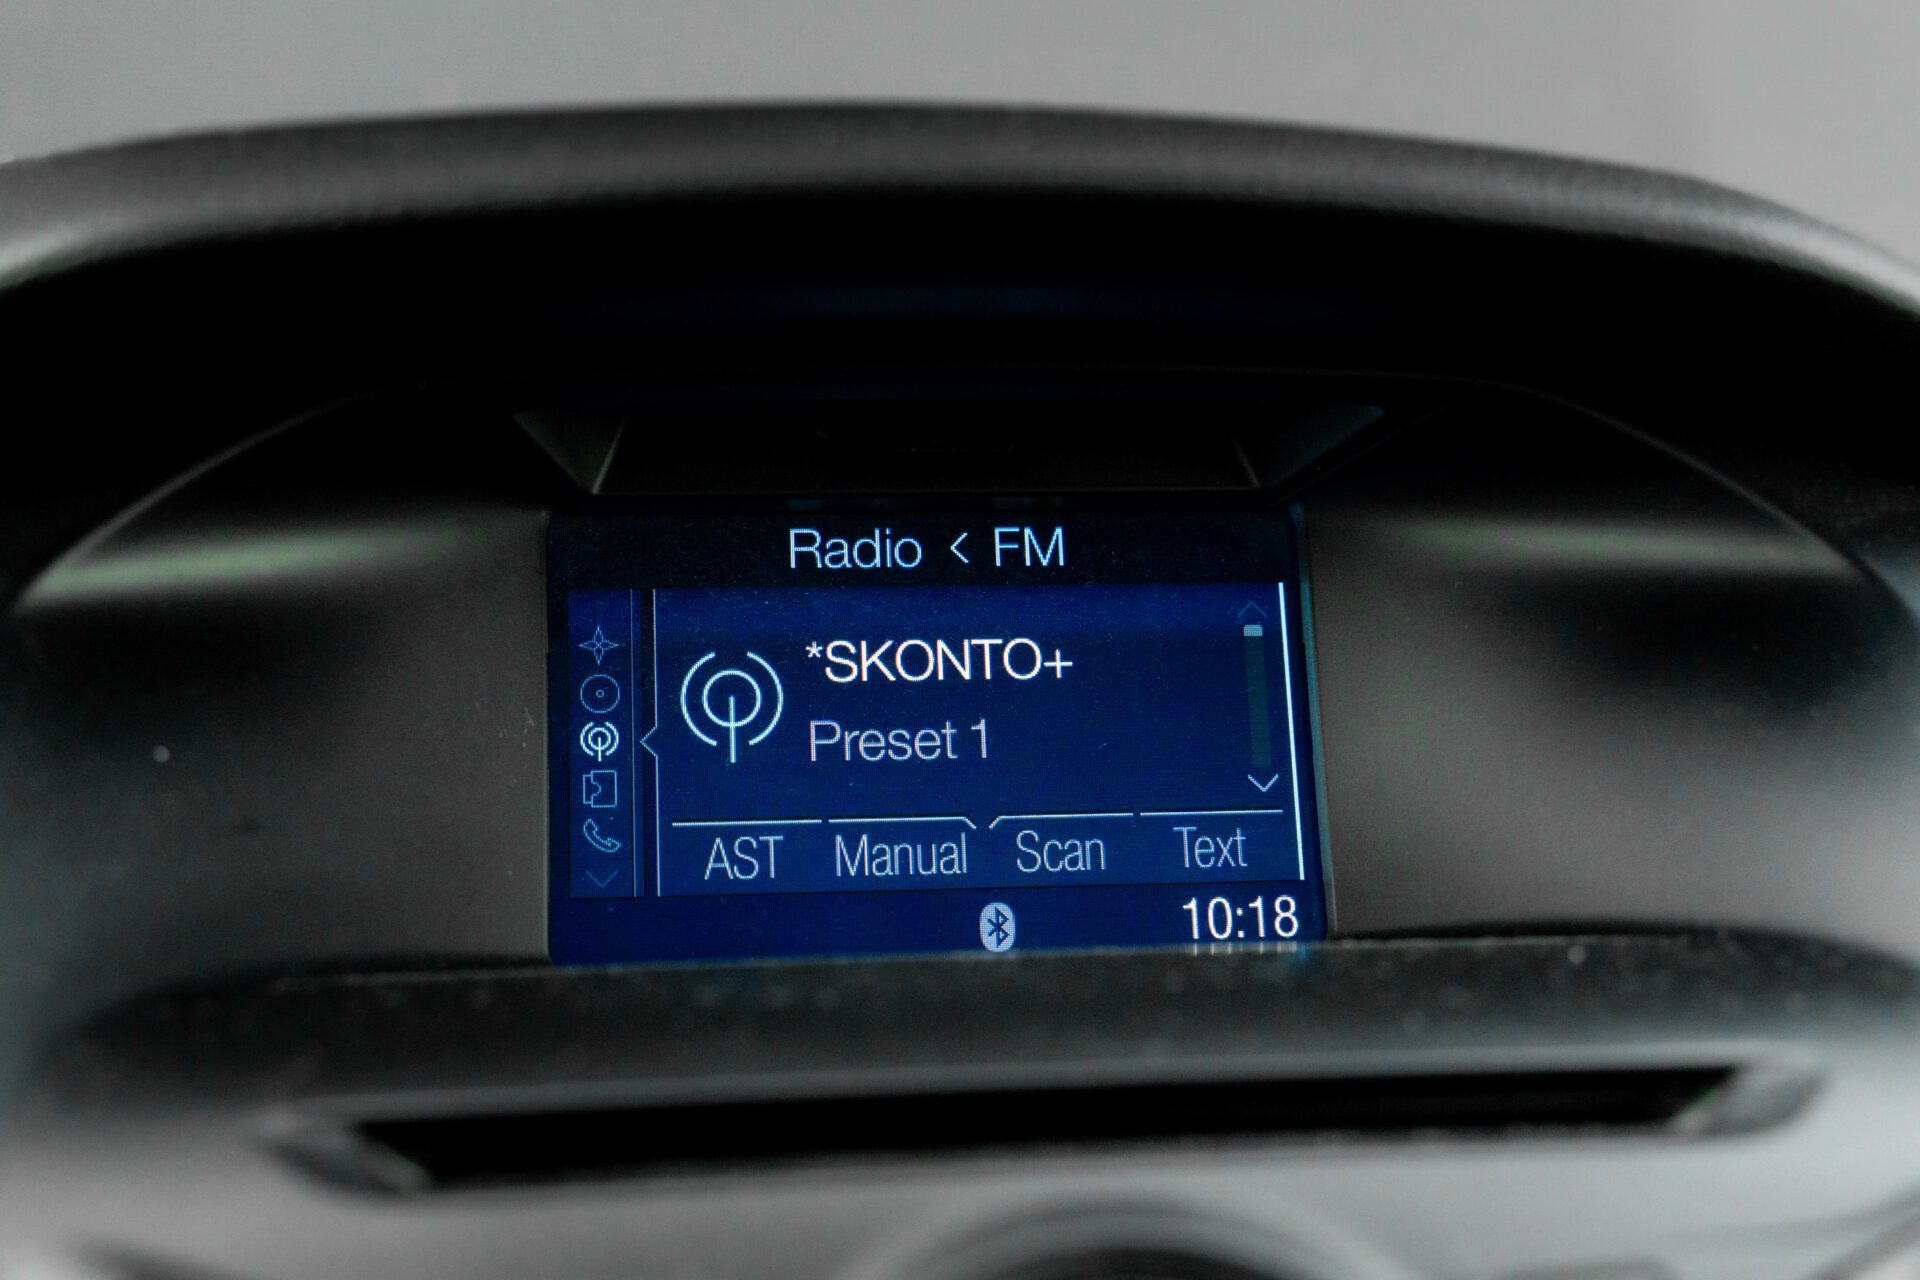 Radio < FM
*SKONTO+
Preset 1
AST Manual Scan Text
10:18